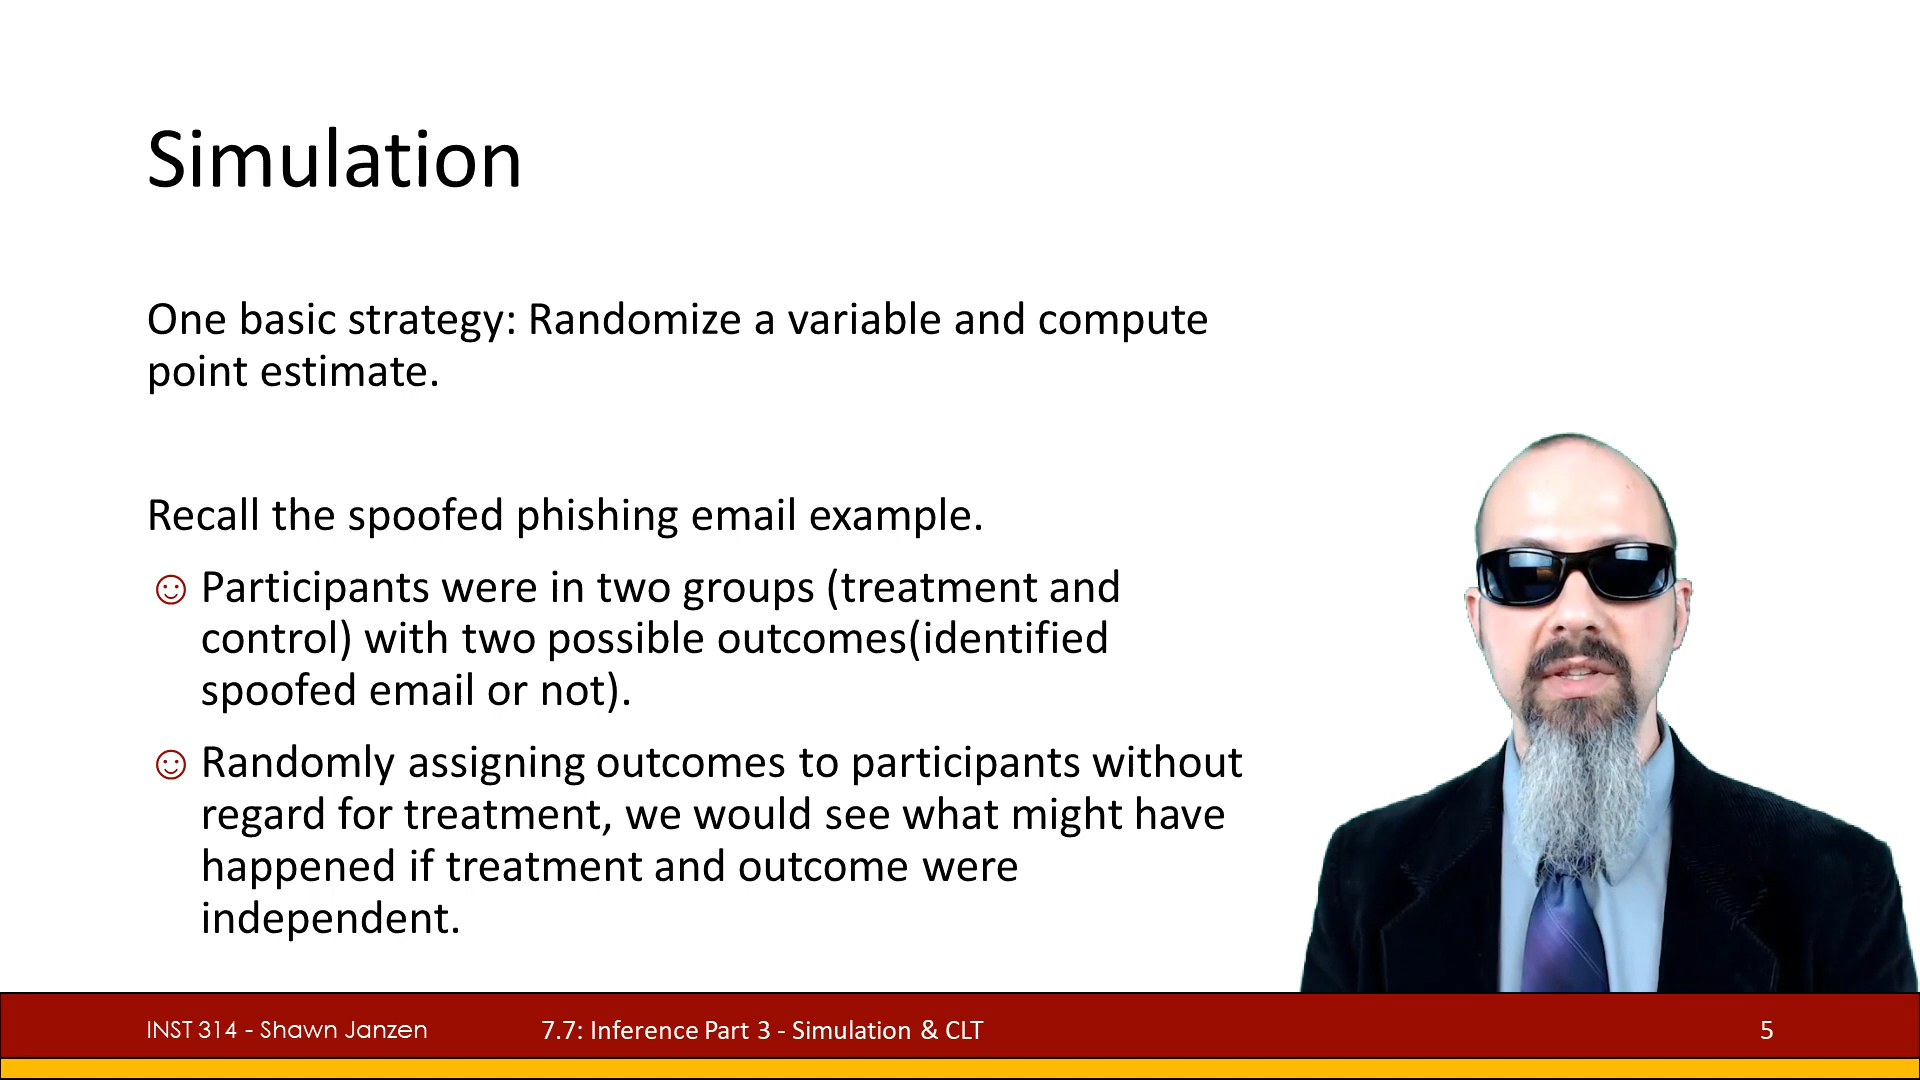 Simulation
One basic strategy: Randomize a variable and compute
point estimate.
Recall the spoofed phishing email example.
Participants were in two groups (treatment and
control) with two possible outcomes(identified
spoofed email or not).
Randomly assigning outcomes to participants without
regard for treatment, we would see what might have
happened if treatment and outcome were
independent.
INST 314 - Shawn Janzen
7.7: Inference Part 3 - Simulation & CLT
5